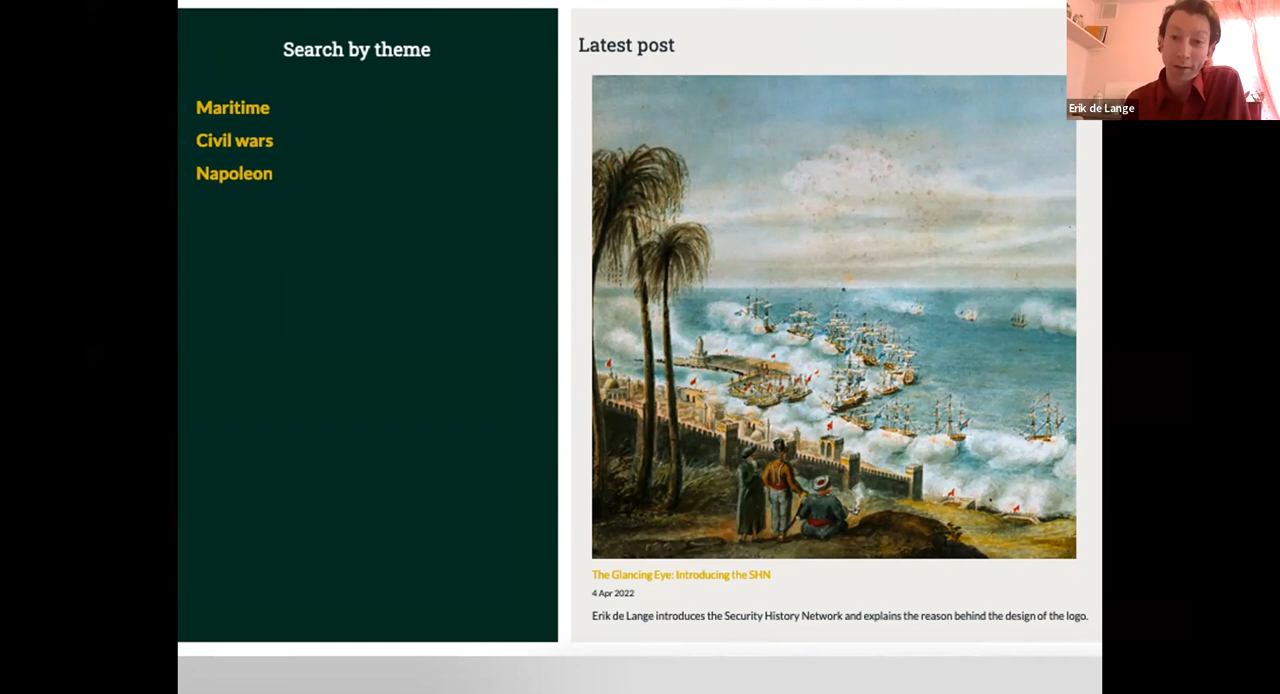 Search by theme
Maritime
Civil wars
Napoleon
Latest post
Erik de Lange
The Glancing Eye: Introducing the SHN
4 Apr 2022
Erik de Lange introduces the Security History Network and explains the reason behind the design of the logo.